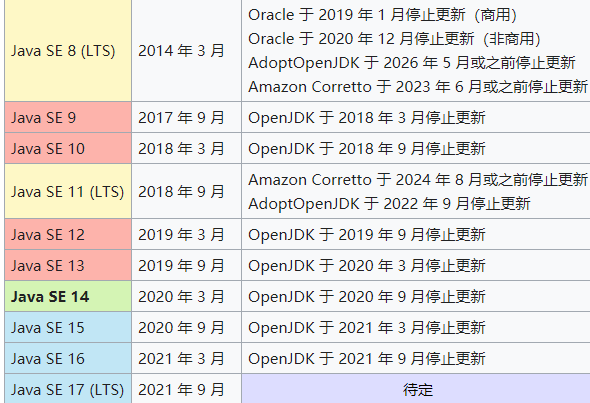 Oracle 于 2019 年 1 月停止更新（商用）
Java SE 8 (LTS) 2014 年 3 月 Oracle 于 2020 年 12 月停止更新（非商用）
AdoptOpenJDK 于 2026 年 5 月或之前停止更新
Amazon Corretto 于 2023 年 6 月或之前停止更新
Java SE 9 2017 年 9 月 OpenJDK 于 2018 年 3 月停止更新
Java SE 10 2018 年 3 月 OpenJDK 于 2018 年 9 月停止更新
Java SE 11 (LTS) 2018 年 9 月 Amazon Corretto 于 2024 年 8 月或之前停止更新
AdoptOpenJDK 于 2022 年 9 月停止更新
Java SE 12 2019 年 3 月 OpenJDK 于 2019 年 9 月停止更新
Java SE 13 2019 年 9 月 OpenJDK 于 2020 年 3 月停止更新
Java SE 14 2020 年 3 月 OpenJDK 于 2020 年 9 月停止更新
Java SE 15 2020 年 9 月 OpenJDK 于 2021 年 3 月停止更新
Java SE 16 2021 年 3 月 OpenJDK 于 2021 年 9 月停止更新
Java SE 17 (LTS) 2021 年 9 月 待定